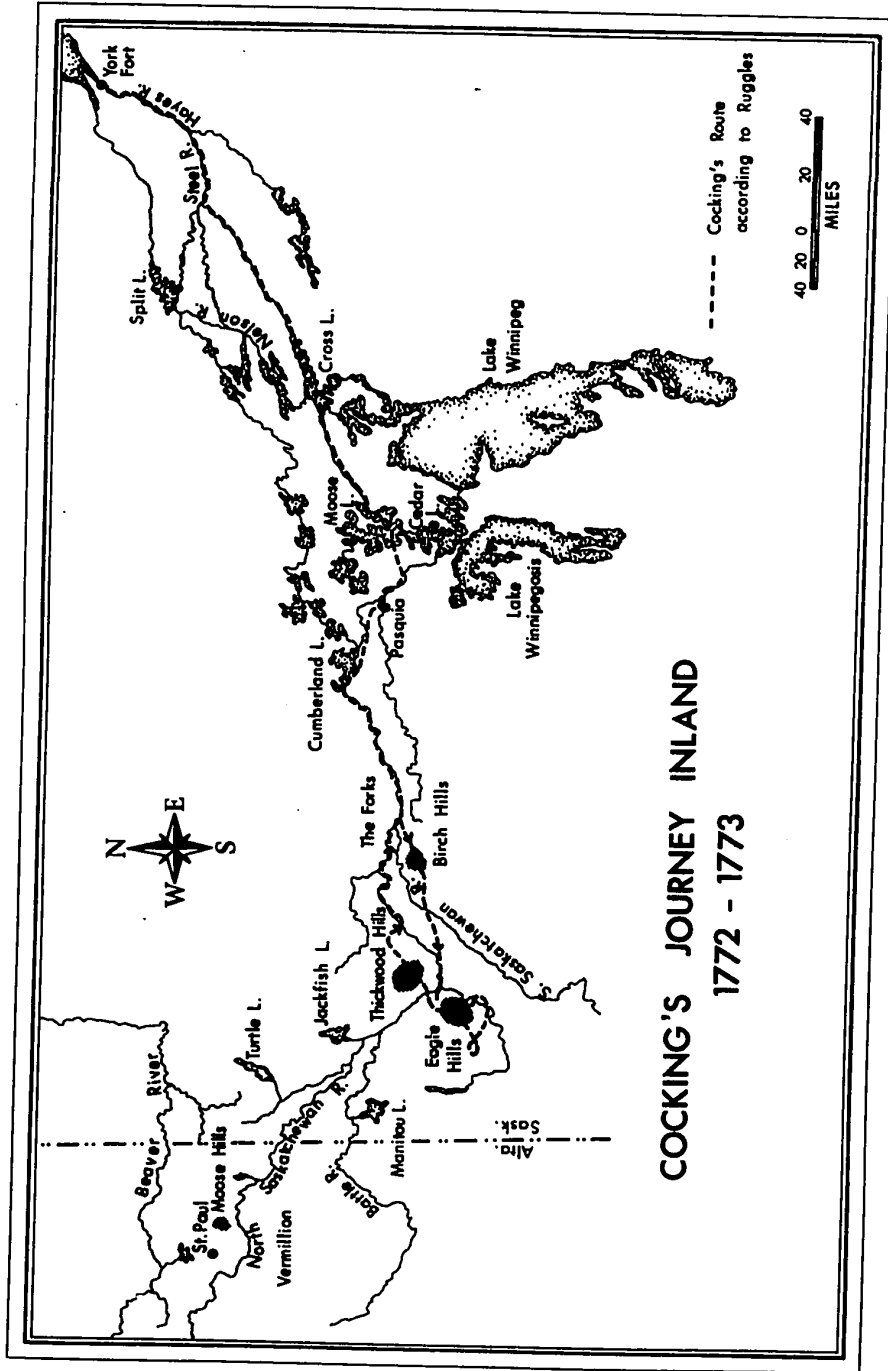 COCKING'S JOURNEY INLAND
1772 - 1773
N
W
E
S
York
Fort
Hayes R.
Steel R.
Split L.
Nelson R.
Cross L.
Lake
Winnipeg
Moose
L.
Cedar
L.
Lake
Winnipegosis
Pasquia
Cumberland L.
The Forks
Birch Hills
S. Saskatchewan R.
Thickwood Hills
Jackfish L
Eagle
Hills
Turtle L.
Beaver River
Moose Hills
St. Paul
North Saskatchewan R.
Vermillion
Battle R.
Manitou L.
Alta.
Sask.
Cocking's Route
according to Ruggles
40 20 0 20 40
MILES